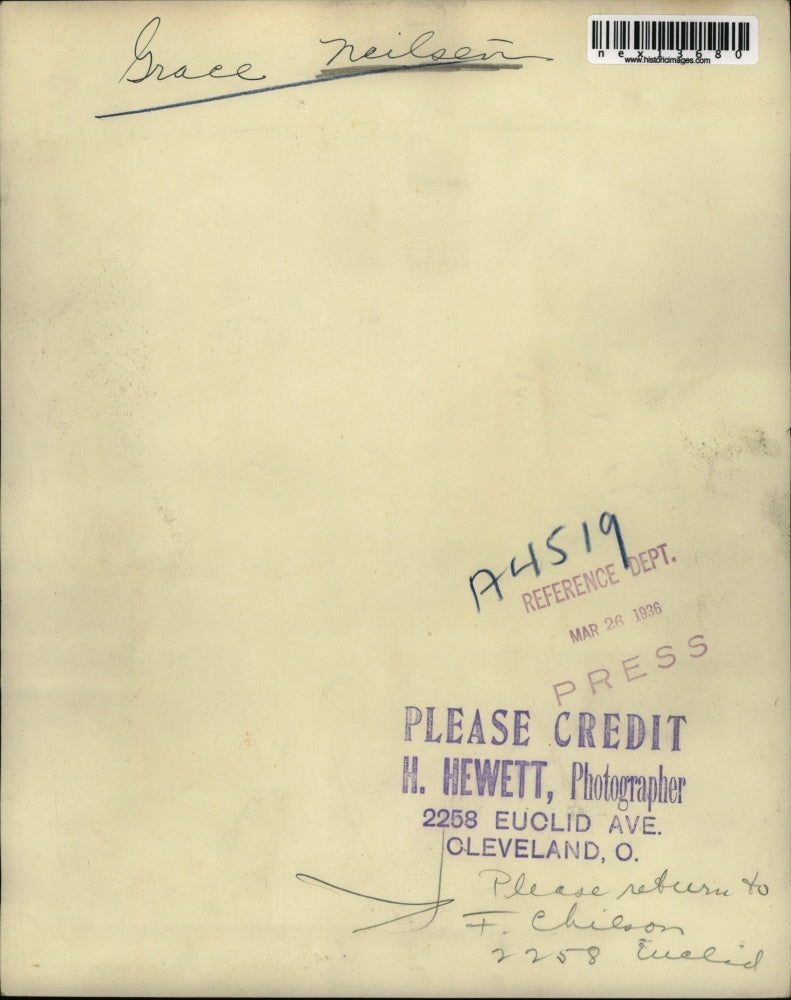 Grace Neilsen
nex13680
www.historicimages.com
A4519
REFERENCE DEPT.
MAR 26 1936
PRESS
PLEASE CREDIT
H. HEWETT, Photographer
2258 EUCLID AVE.
CLEVELAND, O.
Please return to
F. Chilson
2258 Euclid